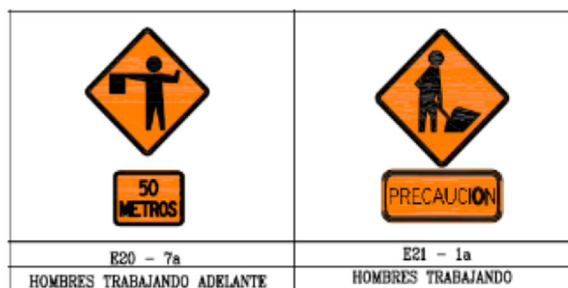 50
METROS
PRECAUCION
E20 - 7a
E21 - 1a
HOMBRES TRABAJANDO ADELANTE
HOMBRES TRABAJANDO